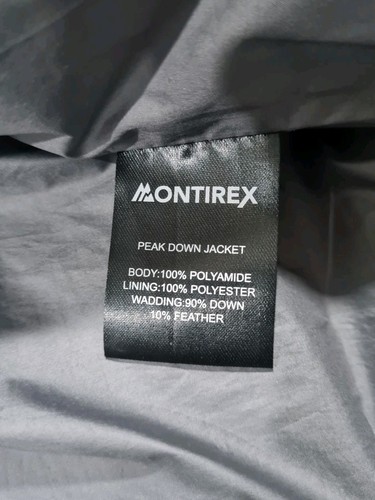 MONTIREX
PEAK DOWN JACKET
BODY:100% POLYAMIDE
LINING:100% POLYESTER
WADDING:90% DOWN
10% FEATHER